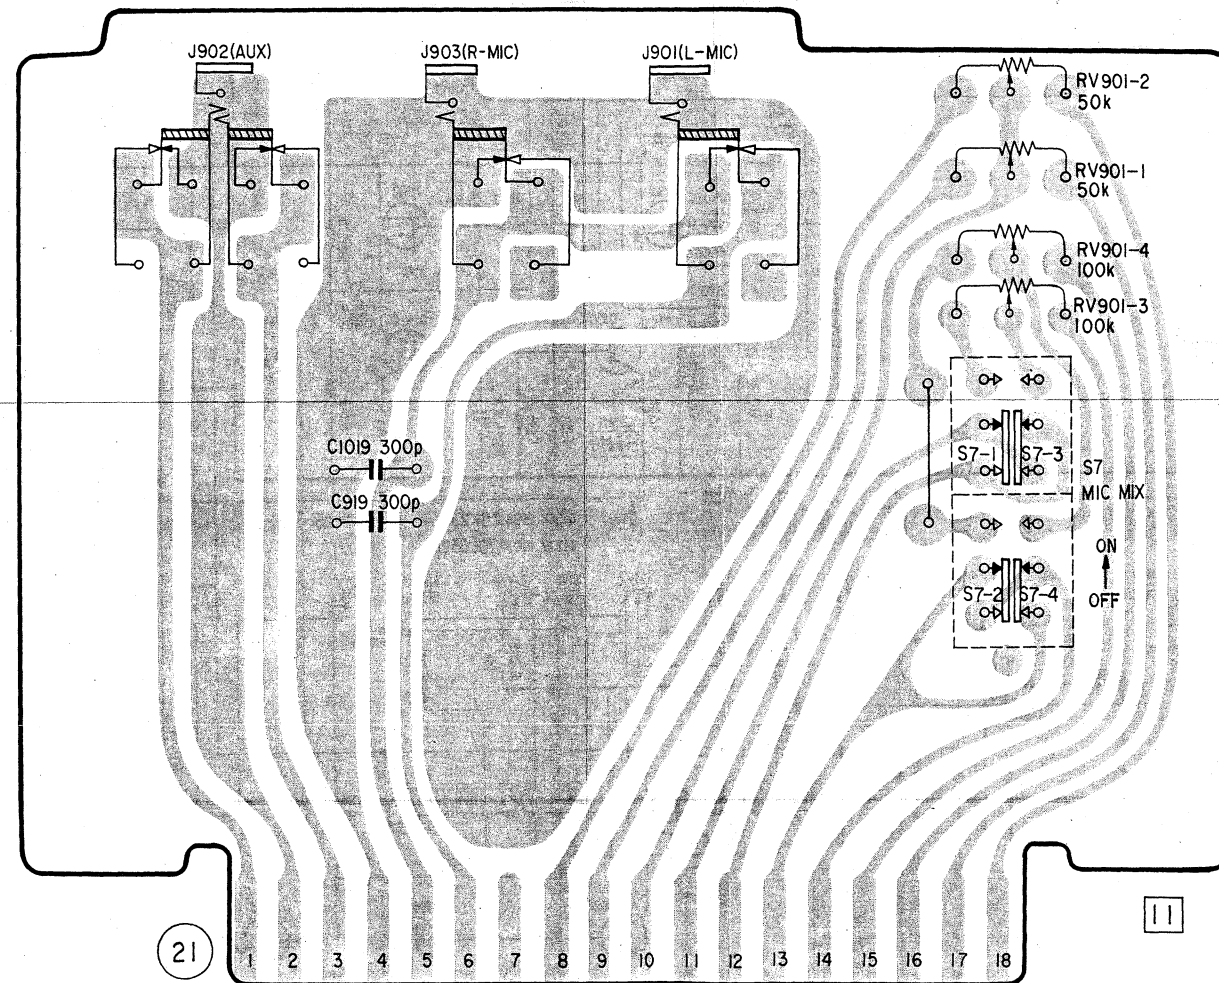 J902(AUX)
J903(R-MIC)
J901(L-MIC)
RV901-2
50k
RV901-1
50k
RV901-4
100k
RV901-3
100k
C1019 300p
C919 300p
S7-1 S7-3
S7
MIC MIX
S7-2 S7-4
ON
OFF
21
11
1 2 3 4 5 6 7 8 9 10 11 12 13 14 15 16 17 18